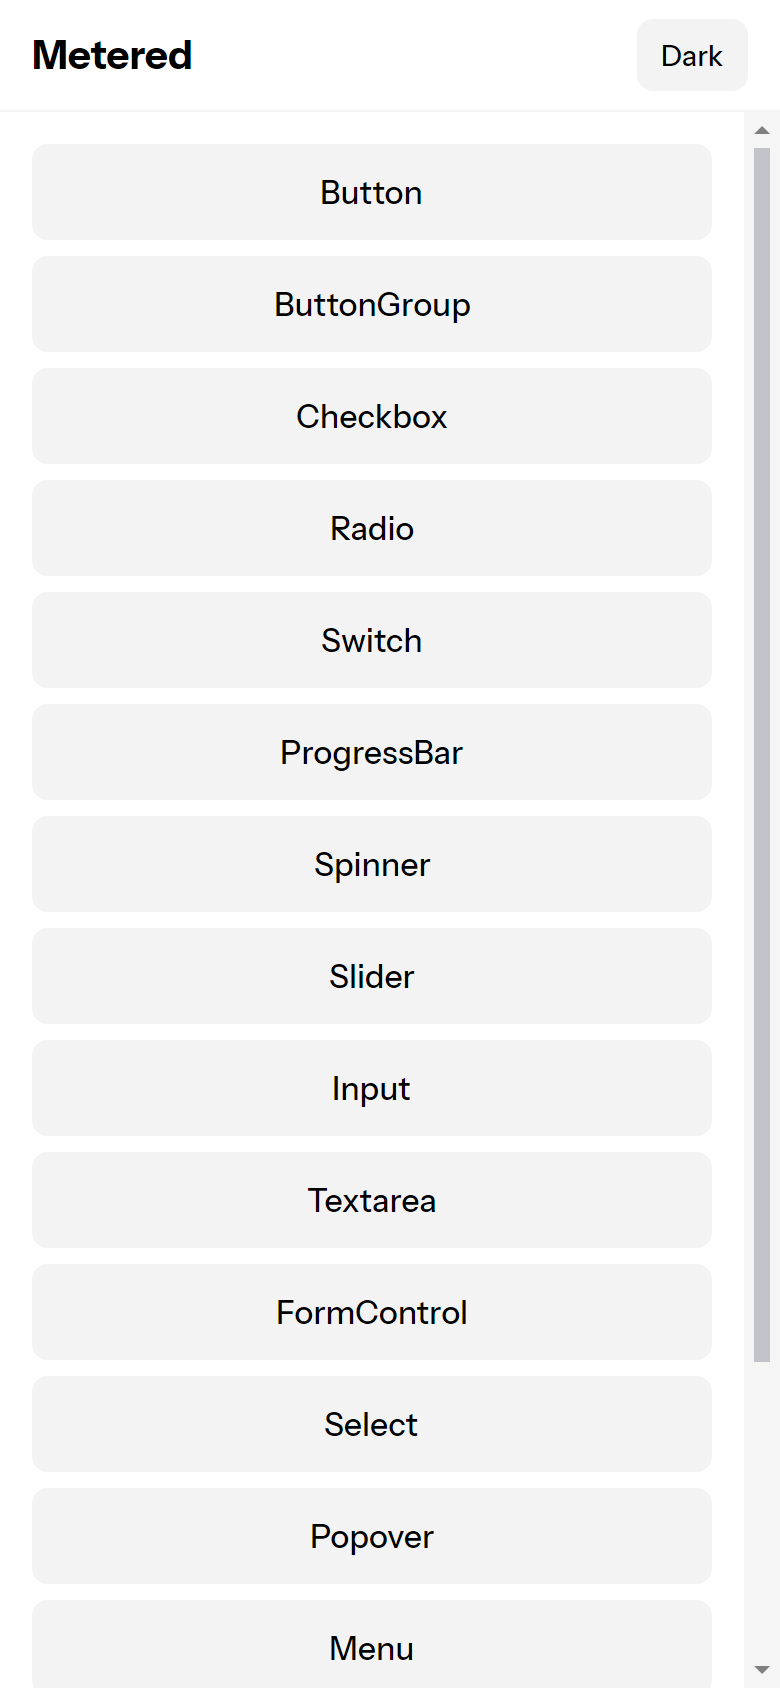 Metered
Dark
Button
ButtonGroup
Checkbox
Radio
Switch
ProgressBar
Spinner
Slider
Input
Textarea
FormControl
Select
Popover
Menu